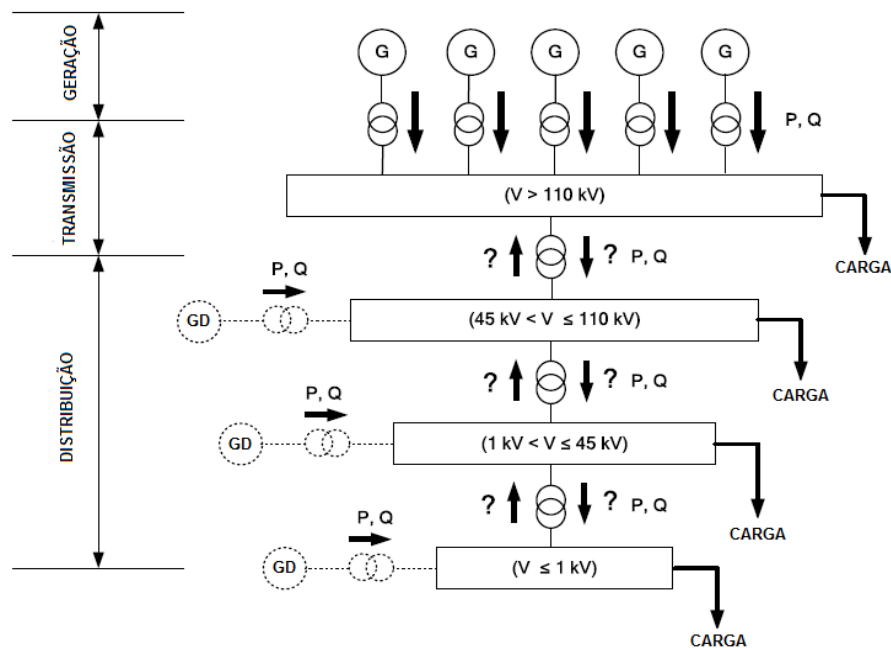 GERAÇÃO
G G G G G
P, Q
TRANSMISSÃO
(V > 110 kV)
CARGA
? ? P, Q
P, Q
GD
(45 kV < V ≤ 110 kV)
CARGA
DISTRIBUIÇÃO
? ? P, Q
P, Q
GD
(1 kV < V ≤ 45 kV)
CARGA
? ? P, Q
P, Q
GD
(V ≤ 1 kV)
CARGA